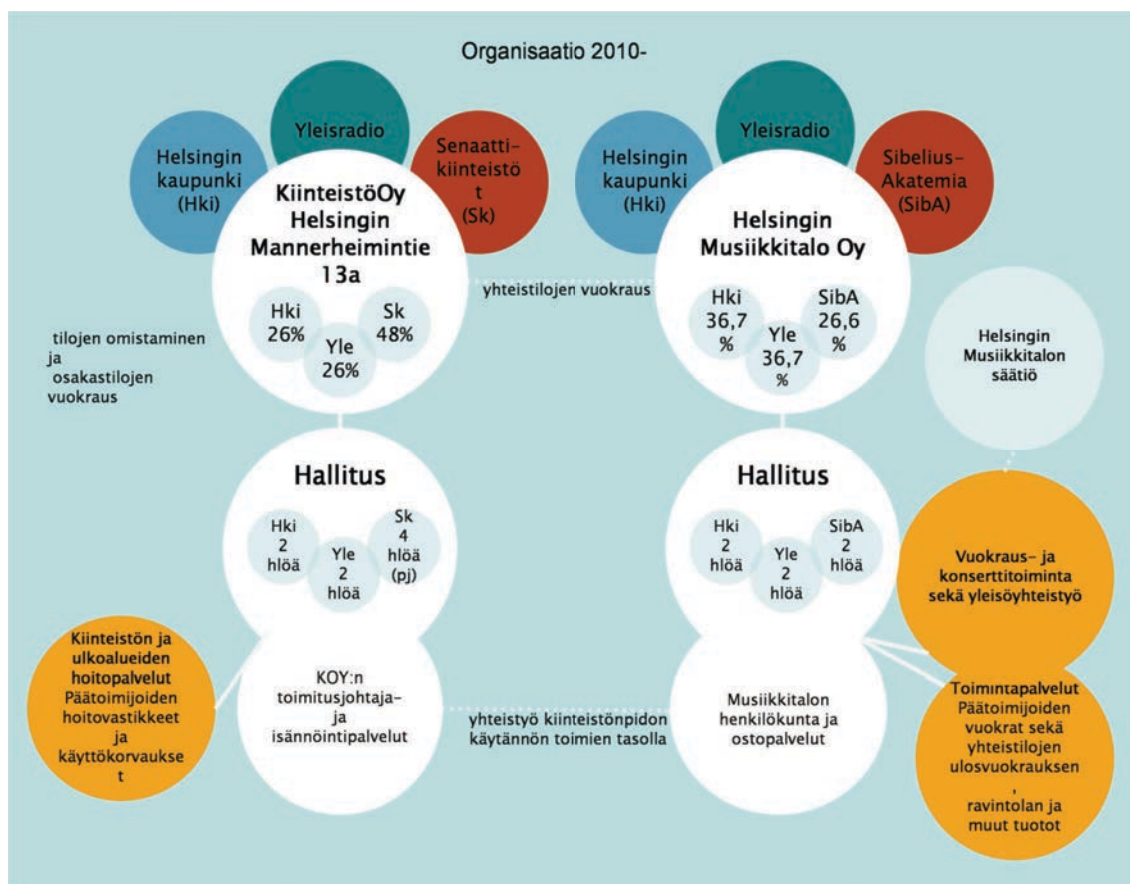 Organisaatio 2010-
Helsingin
kaupunki
(Hki)
Yleisradio
Senaatti-
kiinteistö
t
(Sk)
KiinteistöOy
Helsingin
Mannerheimintie
13a
Hki
26%
Yle
26%
Sk
48%
tilojen omistaminen
ja
osakastilojen
vuokraus
yhteistilojen vuokraus
Helsingin
kaupunki
(Hki)
Yleisradio
Sibelius-
Akatemia
(SibA)
Helsingin
Musiikkitalo Oy
Hki
36,7
%
Yle
36,7
%
SibA
26,6
%
Helsingin
Musiikkitalon
säätiö
Hallitus
Hki
2
hlöä
Yle
2
hlöä
Sk
4
hlöä
(pj)
Hallitus
Hki
2
hlöä
Yle
2
hlöä
SibA
2
hlöä
Vuokraus- ja
konserttitoiminta
sekä yleisöyhteistyö
Kiinteistön ja
ulkoalueiden
hoitopalvelut
Päätoimijoiden
hoitovastikkeet
ja
käyttökorvaukse
t
KOY:n
toimitusjohtaja-
ja
isännöintipalvelut
yhteistyö kiinteistönpidon
käytännön toimien tasolla
Musiikkitalon
henkilökunta ja
ostopalvelut
Toimintapalvelut
Päätoimijoiden
vuokrat sekä
yhteistilojen
ulosvuokrauksen
,
ravintolan ja
muut tuotot